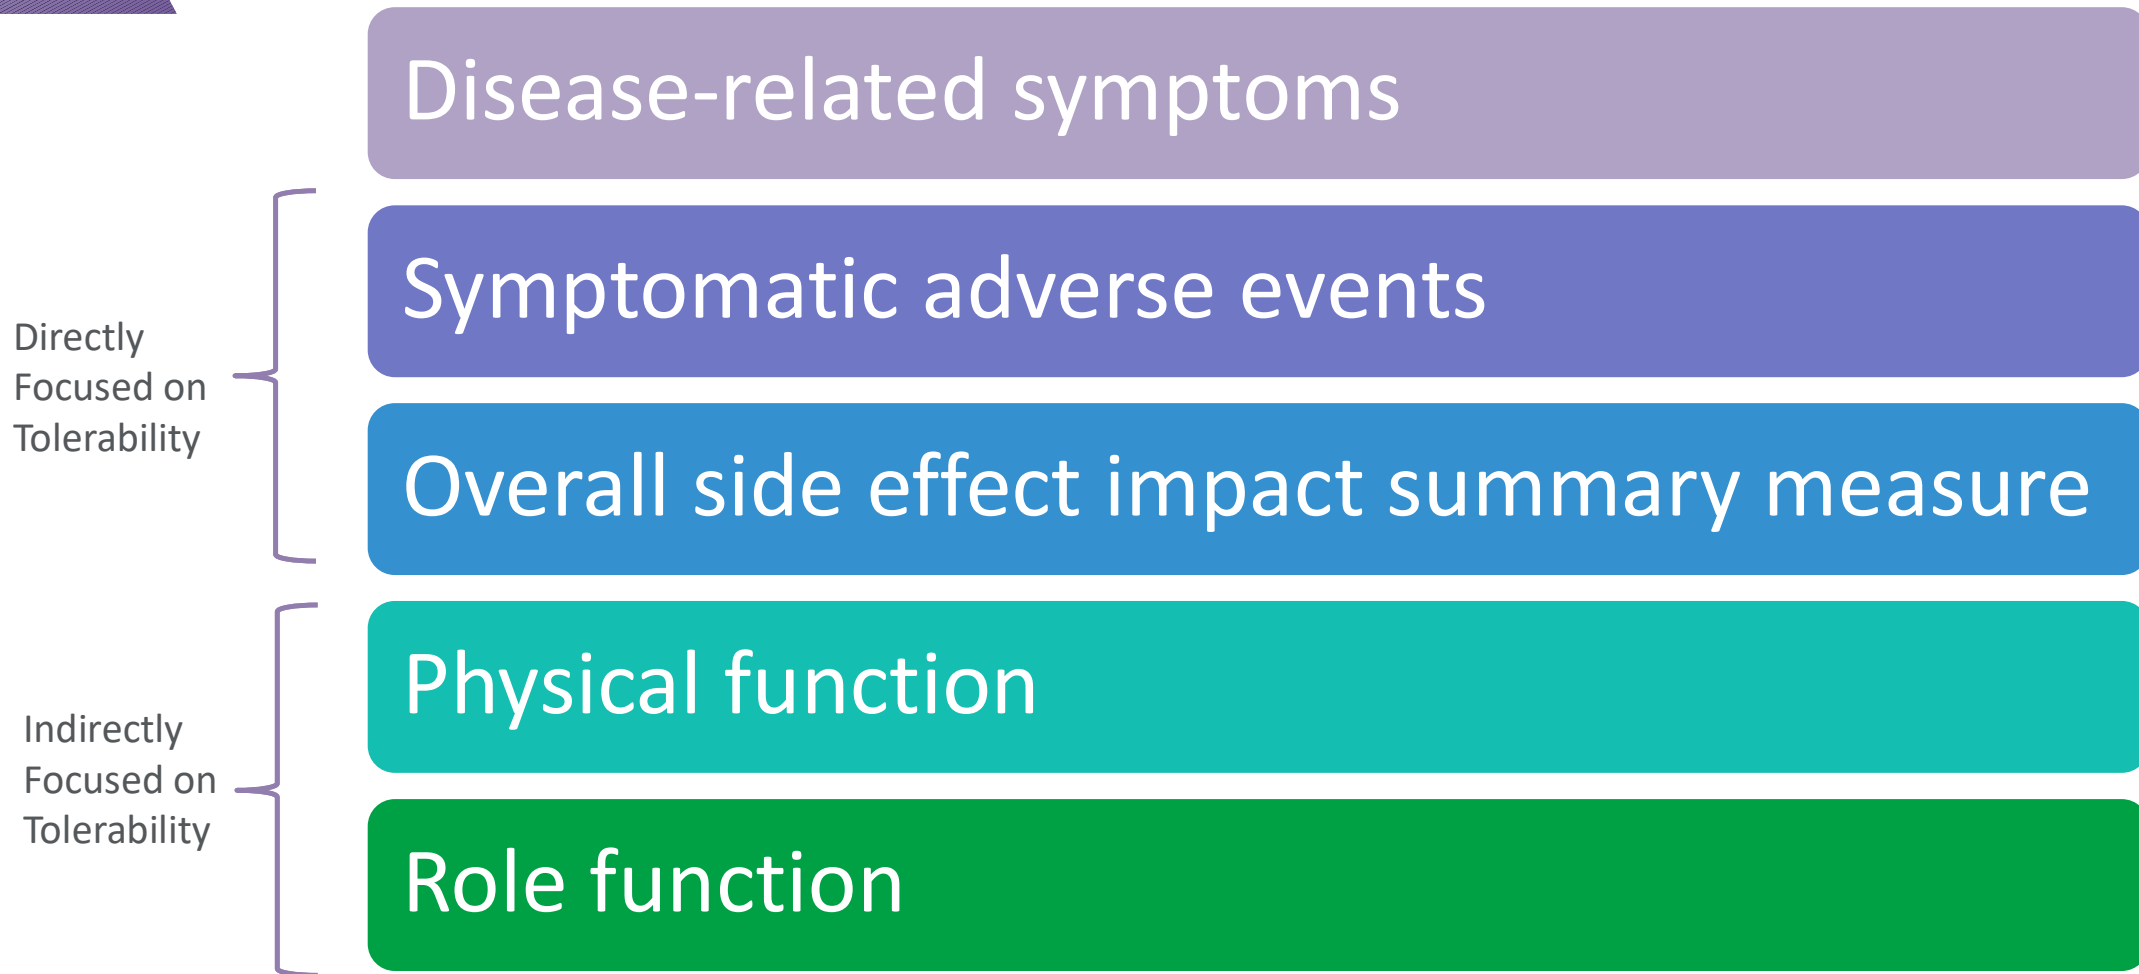 Disease-related symptoms
Symptomatic adverse events
Directly
Focused on
Tolerability
Overall side effect impact summary measure
Physical function
Indirectly
Focused on
Tolerability
Role function